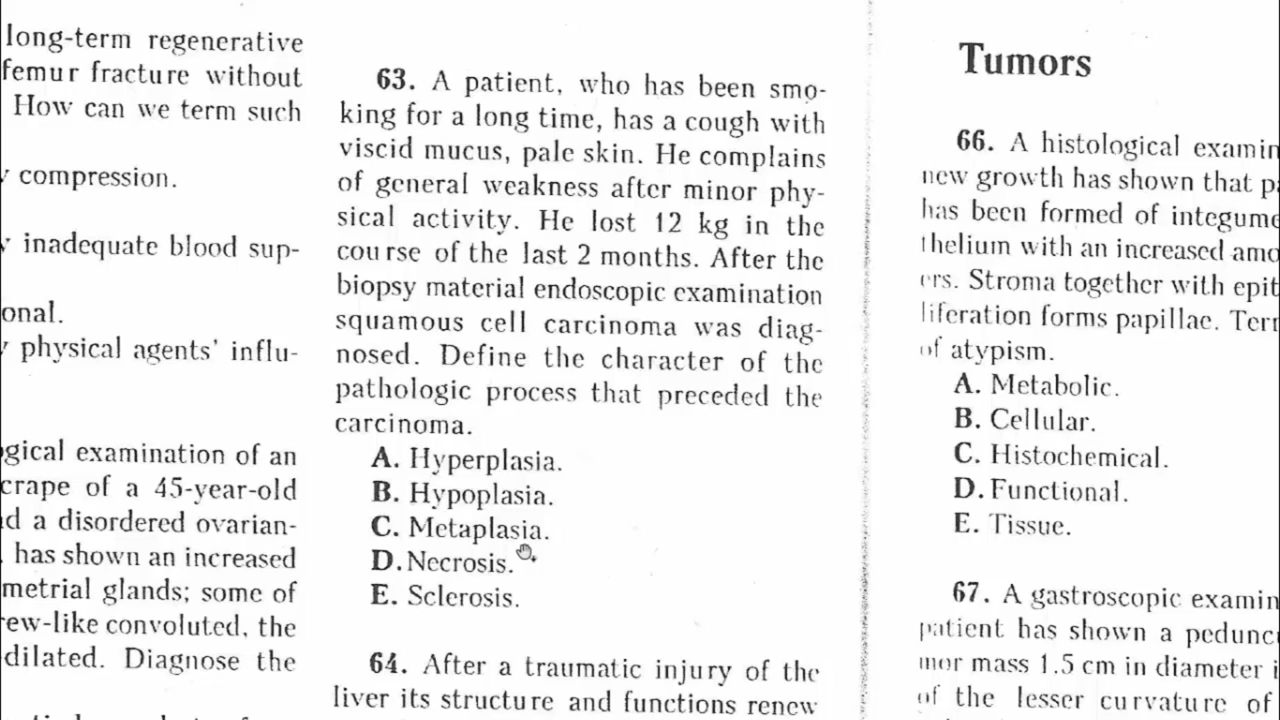 long-term regenerative
femur fracture without
How can we term such
compression.
inadequate blood sup-
onal.
physical agents' influ-
gical examination of an
crape of a 45-year-old
d a disordered ovarian-
has shown an increased
metrial glands; some of
ew-like convoluted, the
dilated. Diagnose the
63. A patient, who has been smo-
king for a long time, has a cough with
viscid mucus, pale skin. He complains
of general weakness after minor phy-
sical activity. He lost 12 kg in the
course of the last 2 months. After the
biopsy material endoscopic examination
squamous cell carcinoma was diag-
nosed. Define the character of the
pathologic process that preceded the
carcinoma.
A. Hyperplasia.
B. Hypoplasia.
C. Metaplasia.
D. Necrosis.
E. Sclerosis.
64. After a traumatic injury of the
liver its structure and functions renew
Tumors
66. A histological examin
new growth has shown that pa
has been formed of integume
thelium with an increased amo
ers. Stroma together with epit
liferation forms papillae. Ter
of atypism.
A. Metabolic.
B. Cellular.
C. Histochemical.
D. Functional.
E. Tissue.
67. A gastroscopic examin
patient has shown a pedunc
mor mass 1.5 cm in diameter i
of the lesser curvature of